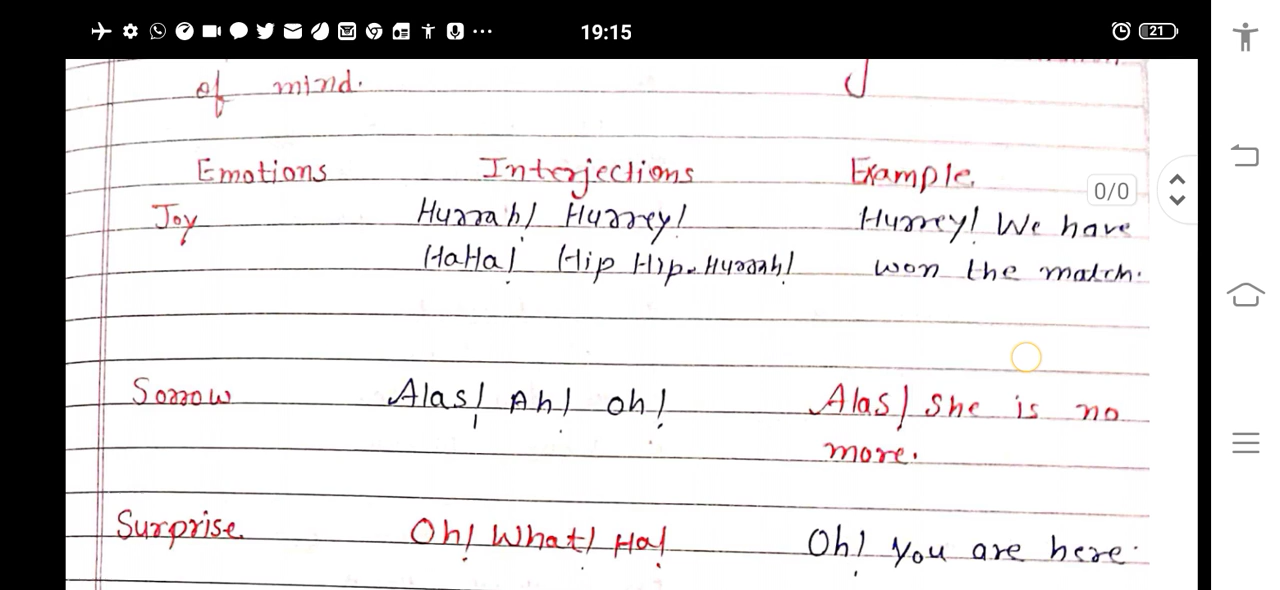 19:15
21
of mind.
Emotions Interjections Example.
0/0
Joy Hurrah! Hurrey! Hurrey! We have
HaHa! Hip Hip-Hurrah! won the match.
Sorrow Alas! Ah! Oh! Alas! She is no
more.
Surprise. Oh! What! Ha! Oh! you are here.